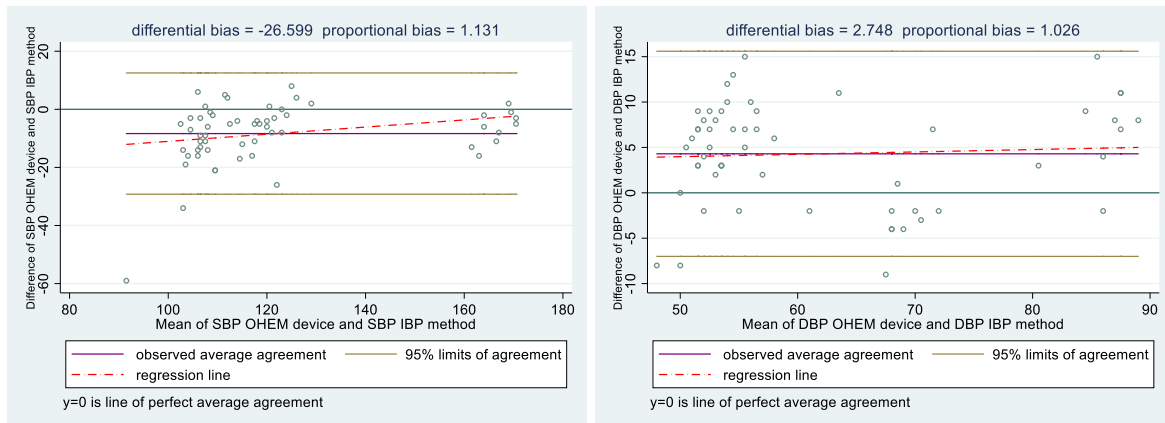 differential bias = -26.599 proportional bias = 1.131
Difference of SBP OHEM device and SBP IBP method
20
0
-20
-40
-60
80
100
120
140
160
180
Mean of SBP OHEM device and SBP IBP method
observed average agreement
95% limits of agreement
regression line
y=0 is line of perfect average agreement
differential bias = 2.748 proportional bias = 1.026
Difference of DBP OHEM device and DBP IBP method
15
10
5
0
-5
-10
50
60
70
80
90
Mean of DBP OHEM device and DBP IBP method
observed average agreement
95% limits of agreement
regression line
y=0 is line of perfect average agreement